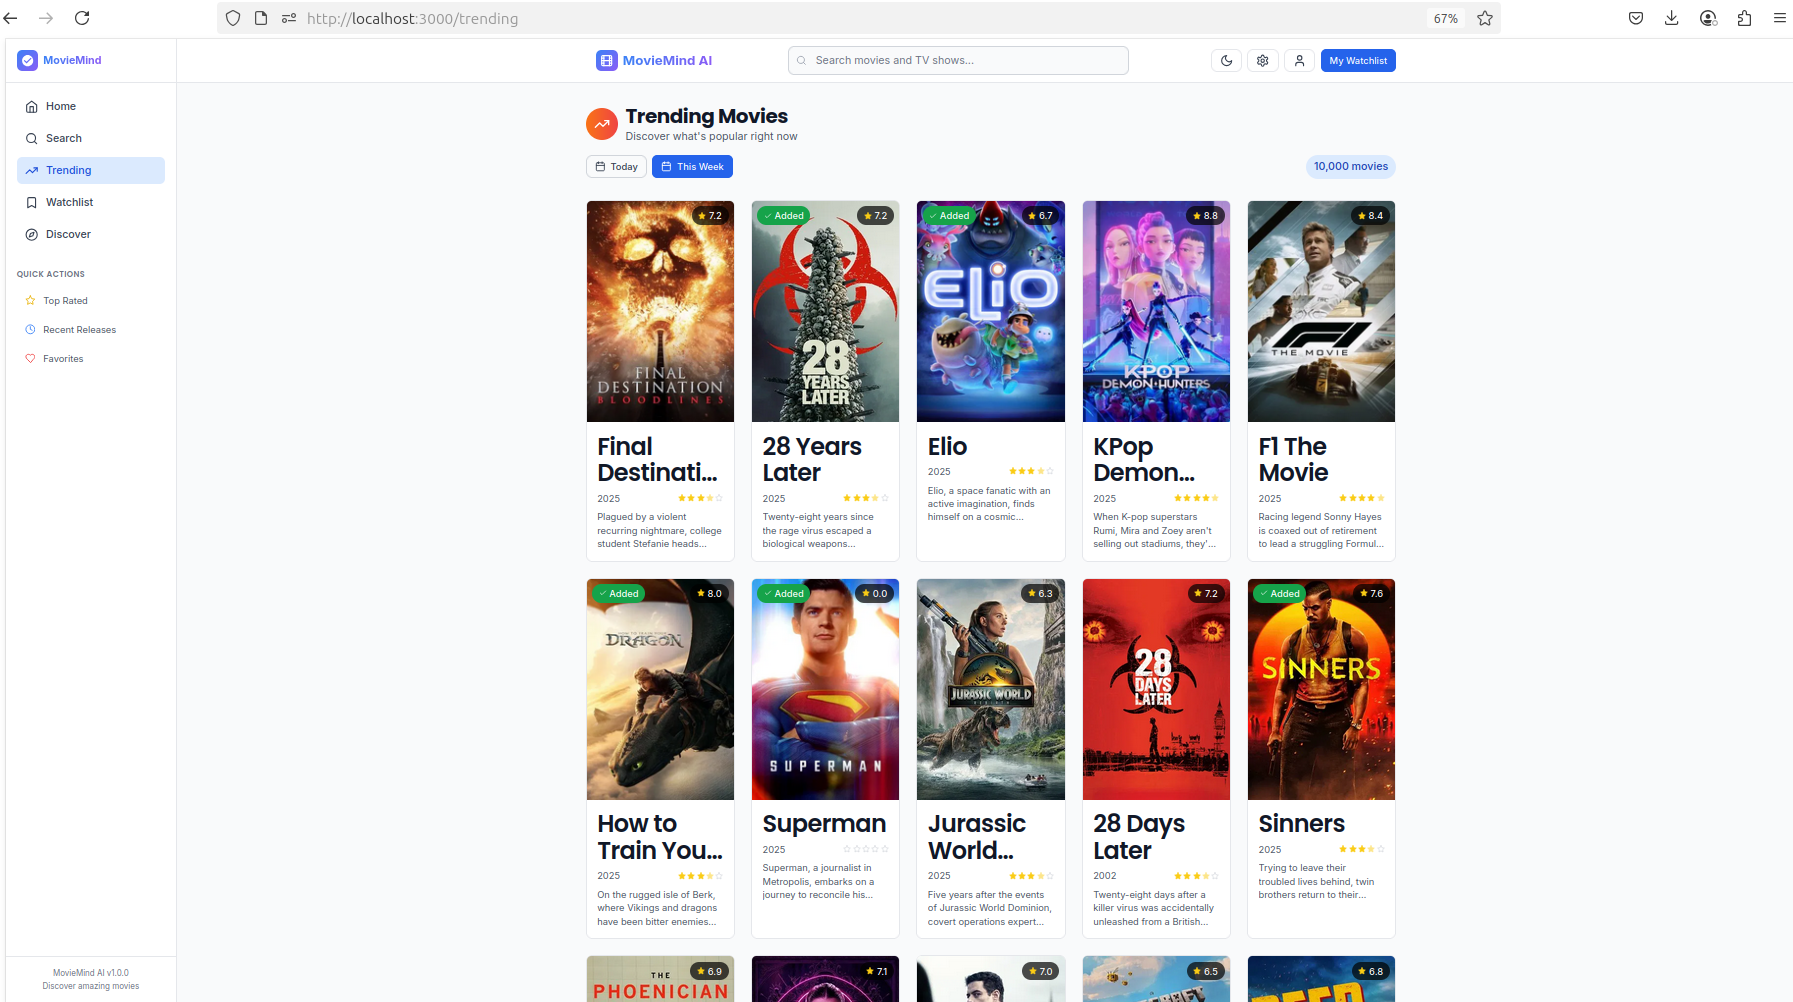 http://localhost:3000/trending
67%
MovieMind
MovieMind AI
Search movies and TV shows...
My Watchlist
Home
Search
Trending
Watchlist
Discover
QUICK ACTIONS
Top Rated
Recent Releases
Favorites
MovieMind AI v1.0.0
Discover amazing movies
Trending Movies
Discover what's popular right now
Today
This Week
10,000 movies
7.2
FINAL
DESTINATION
BLOODLINES
Final
Destinati...
2025
Plagued by a violent
recurring nightmare, college
student Stefanie heads...
Added
7.2
28
YEARS
LATER
28 Years
Later
2025
Twenty-eight years since
the rage virus escaped a
biological weapons...
Added
6.7
ELIO
Elio
2025
Elio, a space fanatic with an
active imagination, finds
himself on a cosmic...
8.8
KPOP
DEMON HUNTERS
KPop
Demon...
2025
When K-pop superstars
Rumi, Mira and Zoey aren't
selling out stadiums, they'...
8.4
F1
THE MOVIE
F1 The
Movie
2025
Racing legend Sonny Hayes
is coaxed out of retirement
to lead a struggling Formul...
Added
8.0
DRAGON
How to
Train You...
2025
On the rugged isle of Berk,
where Vikings and dragons
have been bitter enemies...
Added
0.0
SUPERMAN
Superman
2025
Superman, a journalist in
Metropolis, embarks on a
journey to reconcile his...
6.3
JURASSIC WORLD
Jurassic
World...
2025
Five years after the events
of Jurassic World Dominion,
covert operations expert...
7.2
28
DAYS
LATER
28 Days
Later
2002
Twenty-eight days after a
killer virus was accidentally
unleashed from a British...
Added
7.6
SINNERS
Sinners
2025
Trying to leave their
troubled lives behind, twin
brothers return to their...
6.9
THE
PHOENICIAN
7.1
7.0
6.5
6.8